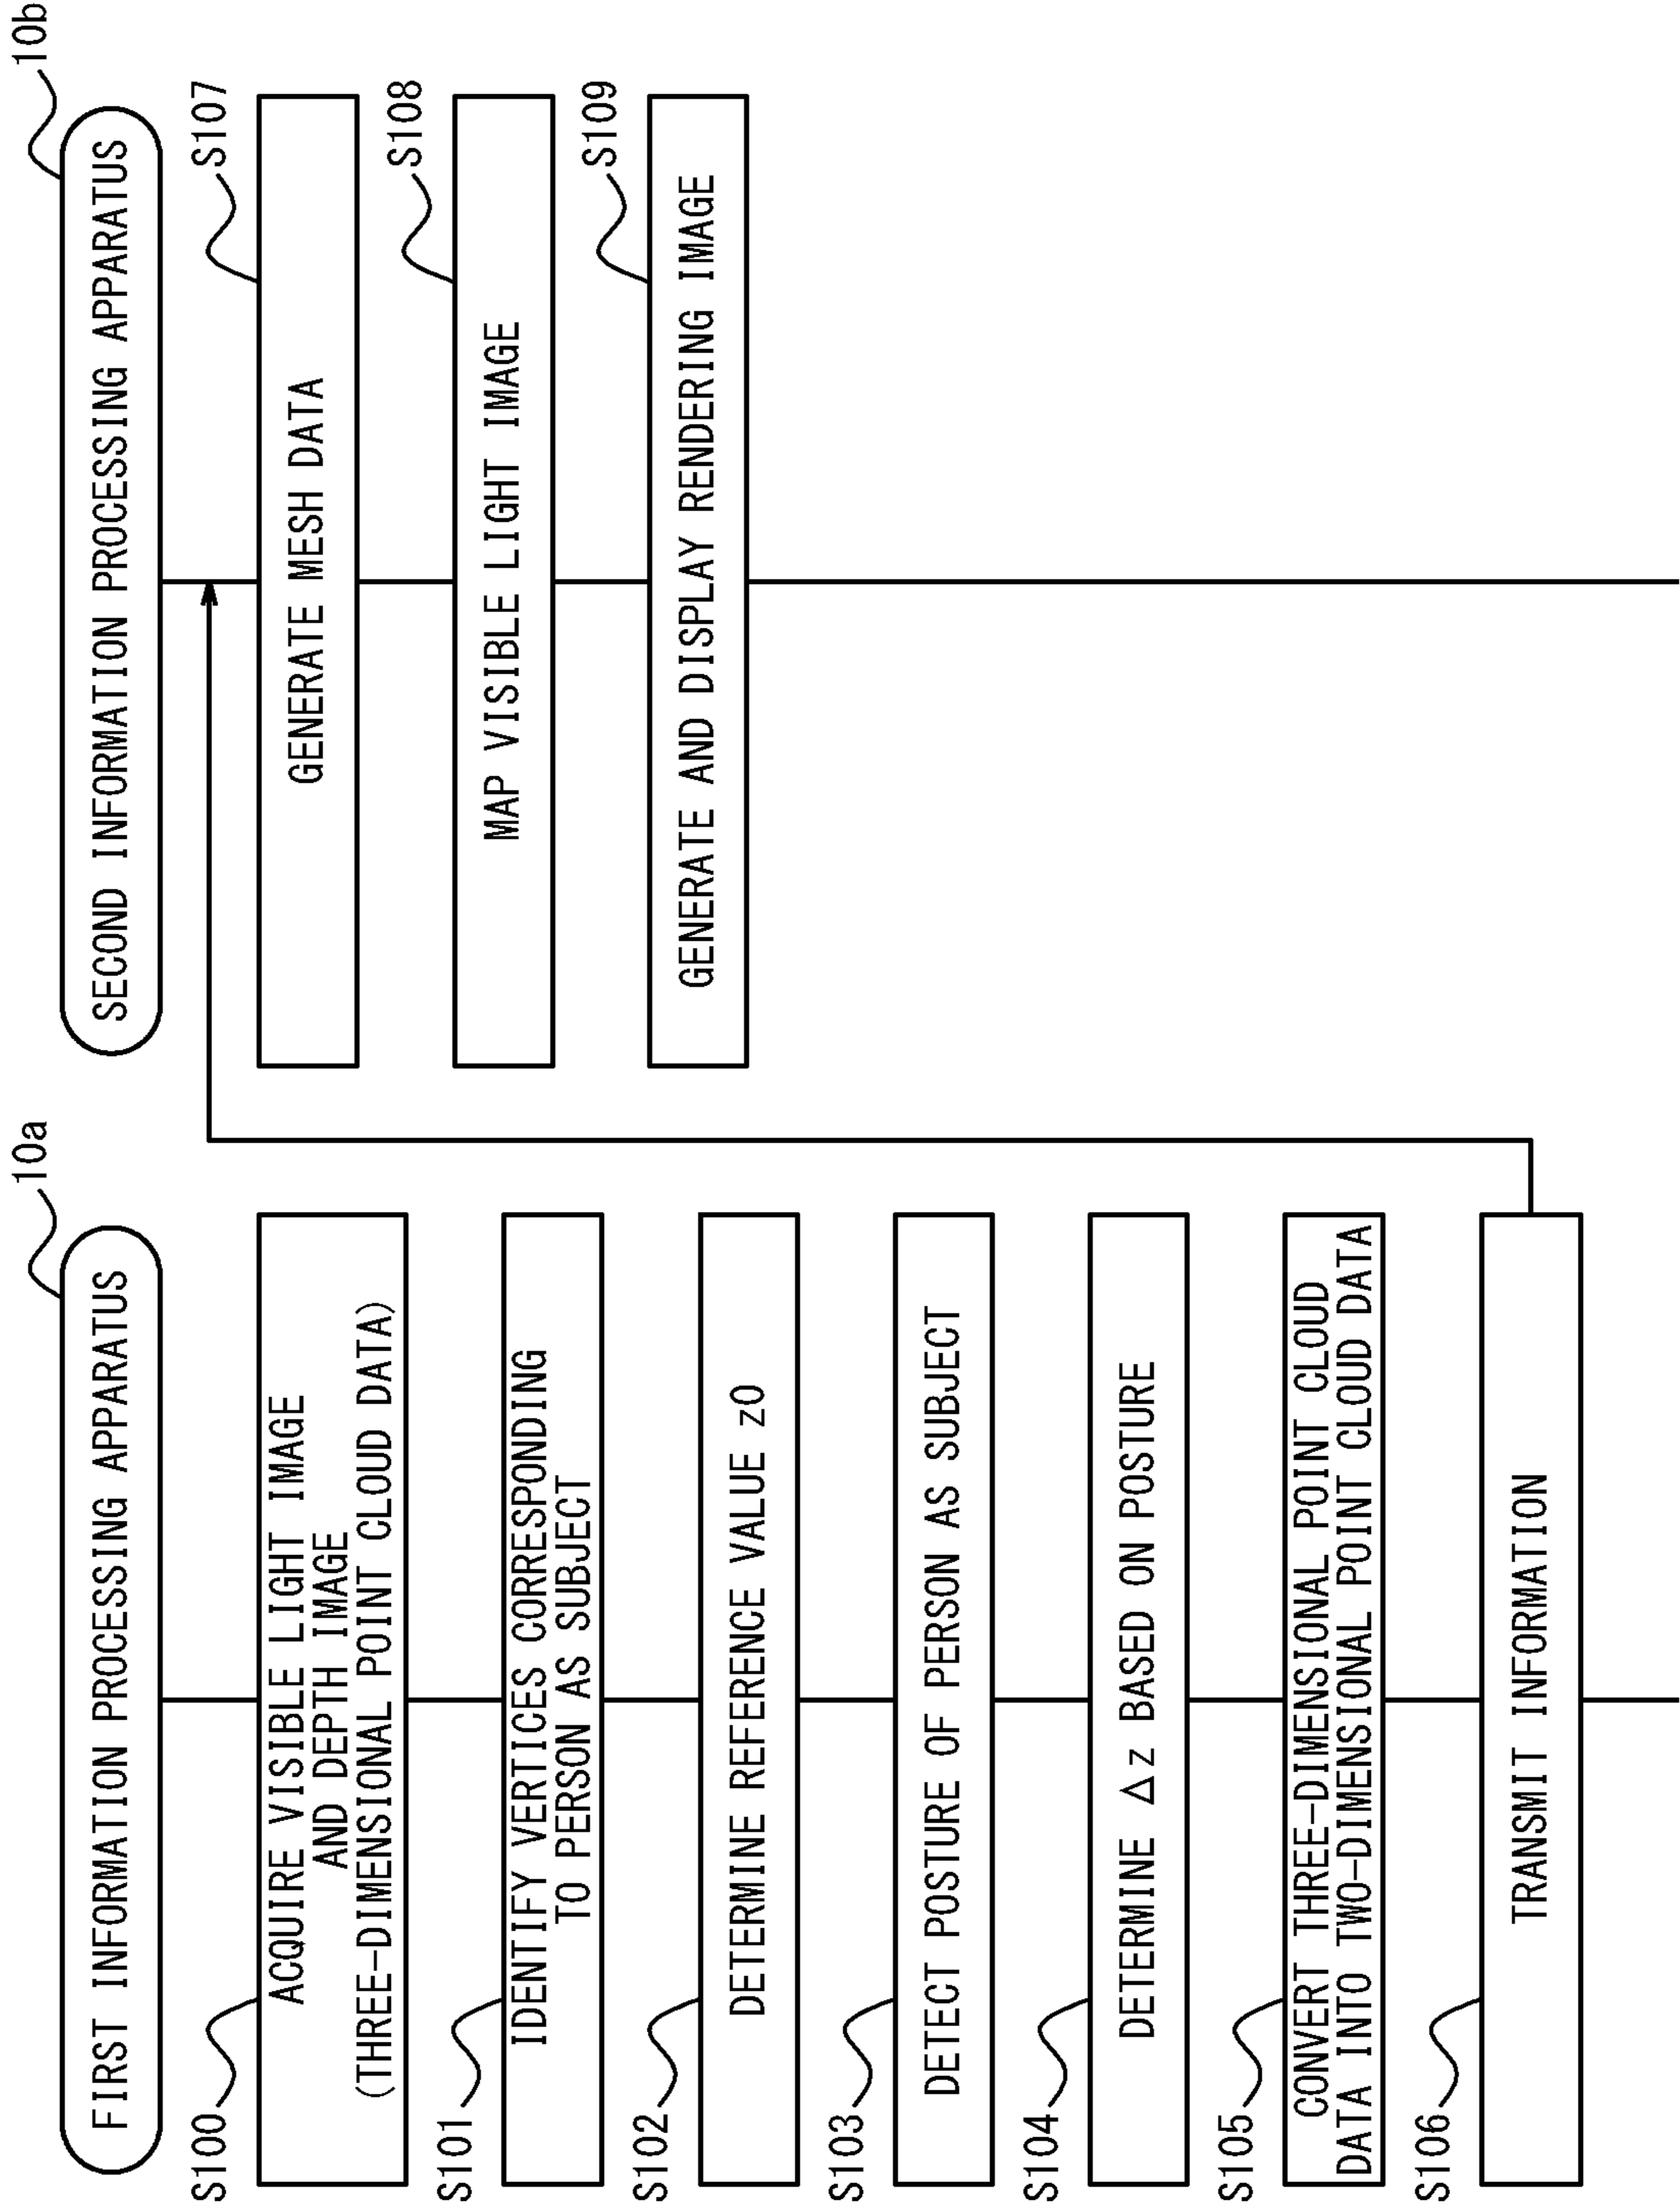 10a
FIRST INFORMATION PROCESSING APPARATUS
S100
ACQUIRE VISIBLE LIGHT IMAGE
AND DEPTH IMAGE
(THREE-DIMENSIONAL POINT CLOUD DATA)
S101
IDENTIFY VERTICES CORRESPONDING
TO PERSON AS SUBJECT
S102
DETERMINE REFERENCE VALUE z0
S103
DETECT POSTURE OF PERSON AS SUBJECT
S104
DETERMINE Δz BASED ON POSTURE
S105
CONVERT THREE-DIMENSIONAL POINT CLOUD
DATA INTO TWO-DIMENSIONAL POINT CLOUD DATA
S106
TRANSMIT INFORMATION
10b
SECOND INFORMATION PROCESSING APPARATUS
S107
GENERATE MESH DATA
S108
MAP VISIBLE LIGHT IMAGE
S109
GENERATE AND DISPLAY RENDERING IMAGE